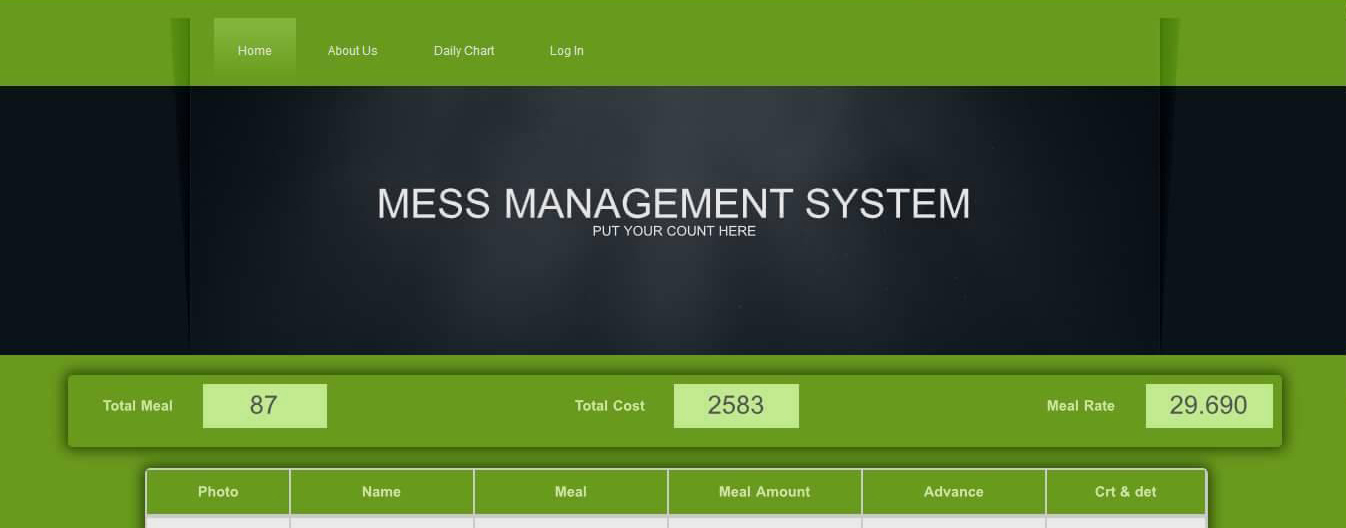 Home About Us Daily Chart Log In
MESS MANAGEMENT SYSTEM
PUT YOUR COUNT HERE
Total Meal 87 Total Cost 2583 Meal Rate 29.690
Photo Name Meal Meal Amount Advance Crt & det